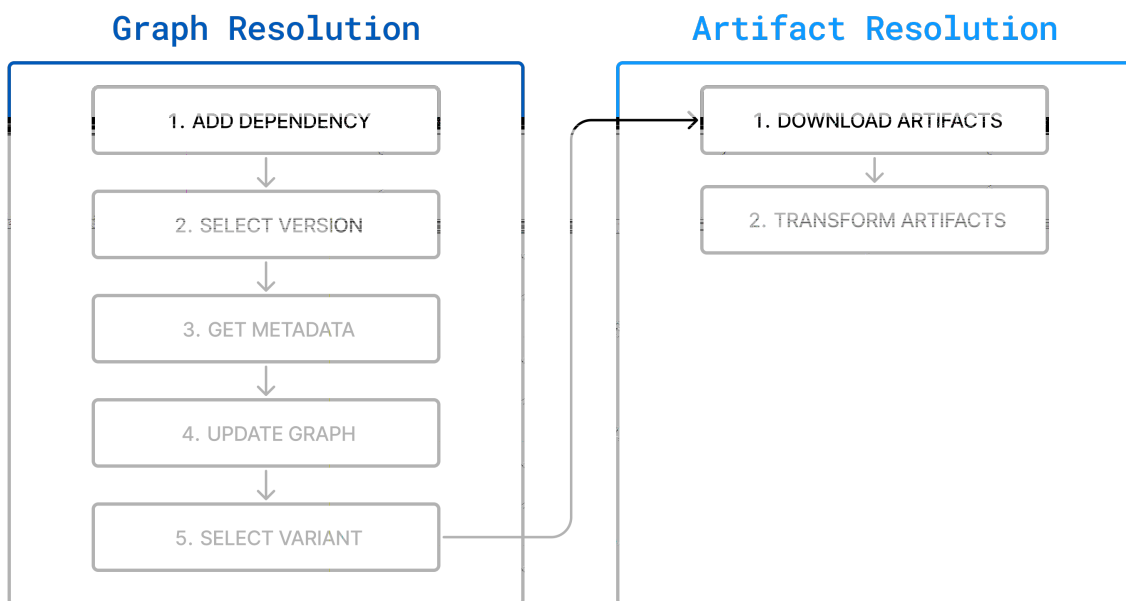 Graph Resolution
1. ADD DEPENDENCY
2. SELECT VERSION
3. GET METADATA
4. UPDATE GRAPH
5. SELECT VARIANT
Artifact Resolution
1. DOWNLOAD ARTIFACTS
2. TRANSFORM ARTIFACTS